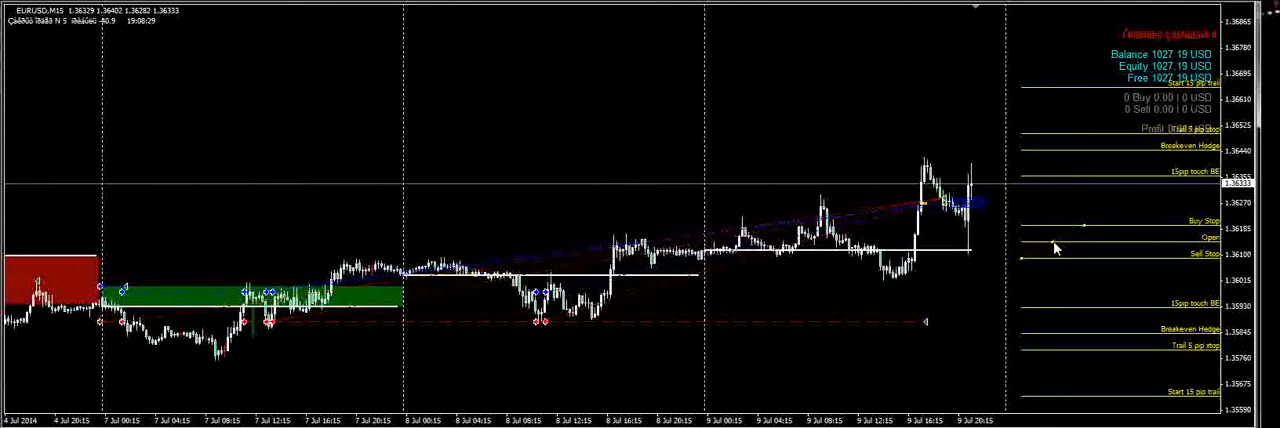 EURUSD,M15 1.36329 1.36402 1.36282 1.36333
19:08:29
Balance 1027.19 USD
Equity 1027.19 USD
Free 1027.19 USD
Start 15 pip trail
0 Buy 0.00 | 0 USD
0 Sell 0.00 | 0 USD
Trail 5 pip stop
Breakeven Hedge
15pip touch BE
Buy Stop
Open
Sell Stop
15pip touch BE
Breakeven Hedge
Trail 5 pip stop
Start 15 pip trail
1.36865
1.36780
1.36695
1.36610
1.36525
1.36440
1.36355
1.36333
1.36270
1.36185
1.36100
1.36015
1.35930
1.35845
1.35760
1.35675
1.35590
4 Jul 2014
4 Jul 20:15
7 Jul 00:15
7 Jul 04:15
7 Jul 08:15
7 Jul 12:15
7 Jul 16:15
7 Jul 20:15
8 Jul 00:15
8 Jul 04:15
8 Jul 08:15
8 Jul 12:15
8 Jul 16:15
8 Jul 20:15
9 Jul 00:15
9 Jul 04:15
9 Jul 08:15
9 Jul 12:15
9 Jul 16:15
9 Jul 20:15